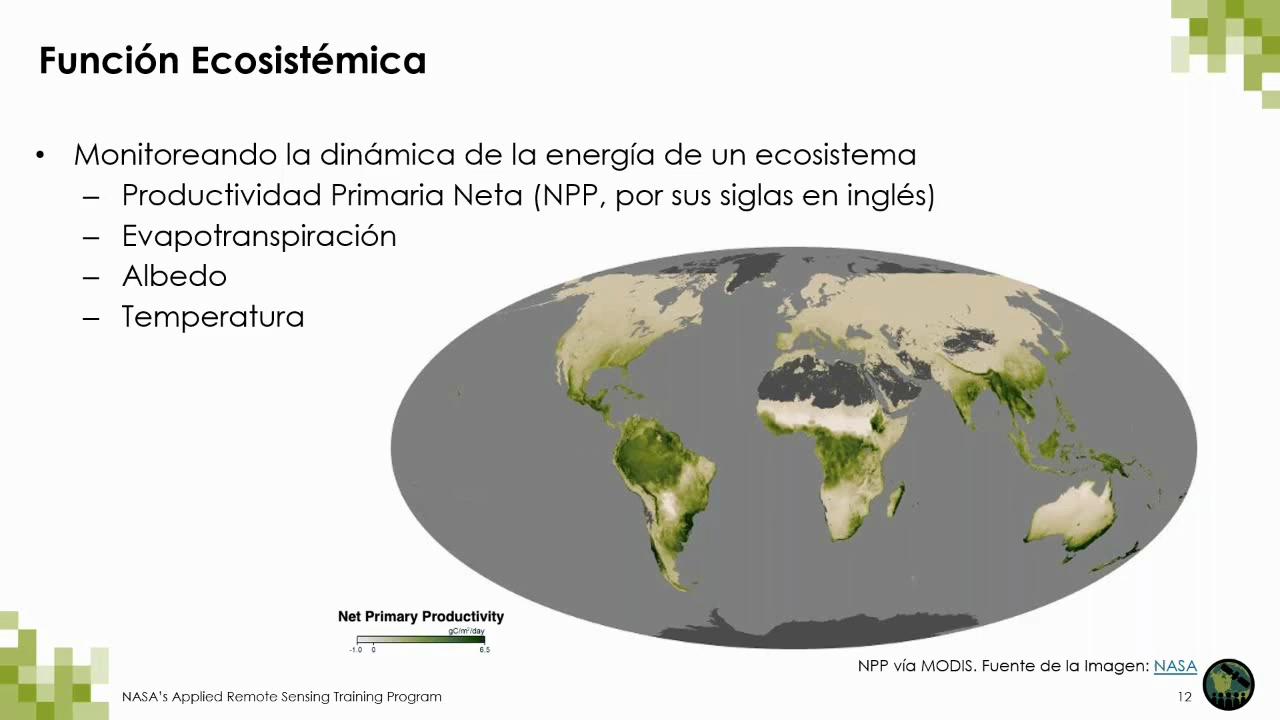 Función Ecosistémica
• Monitoreando la dinámica de la energía de un ecosistema
– Productividad Primaria Neta (NPP, por sus siglas en inglés)
– Evapotranspiración
– Albedo
– Temperatura
Net Primary Productivity
gC/m²/day
-1.0 0 6.5
NPP vía MODIS. Fuente de la Imagen: NASA
NASA's Applied Remote Sensing Training Program
12